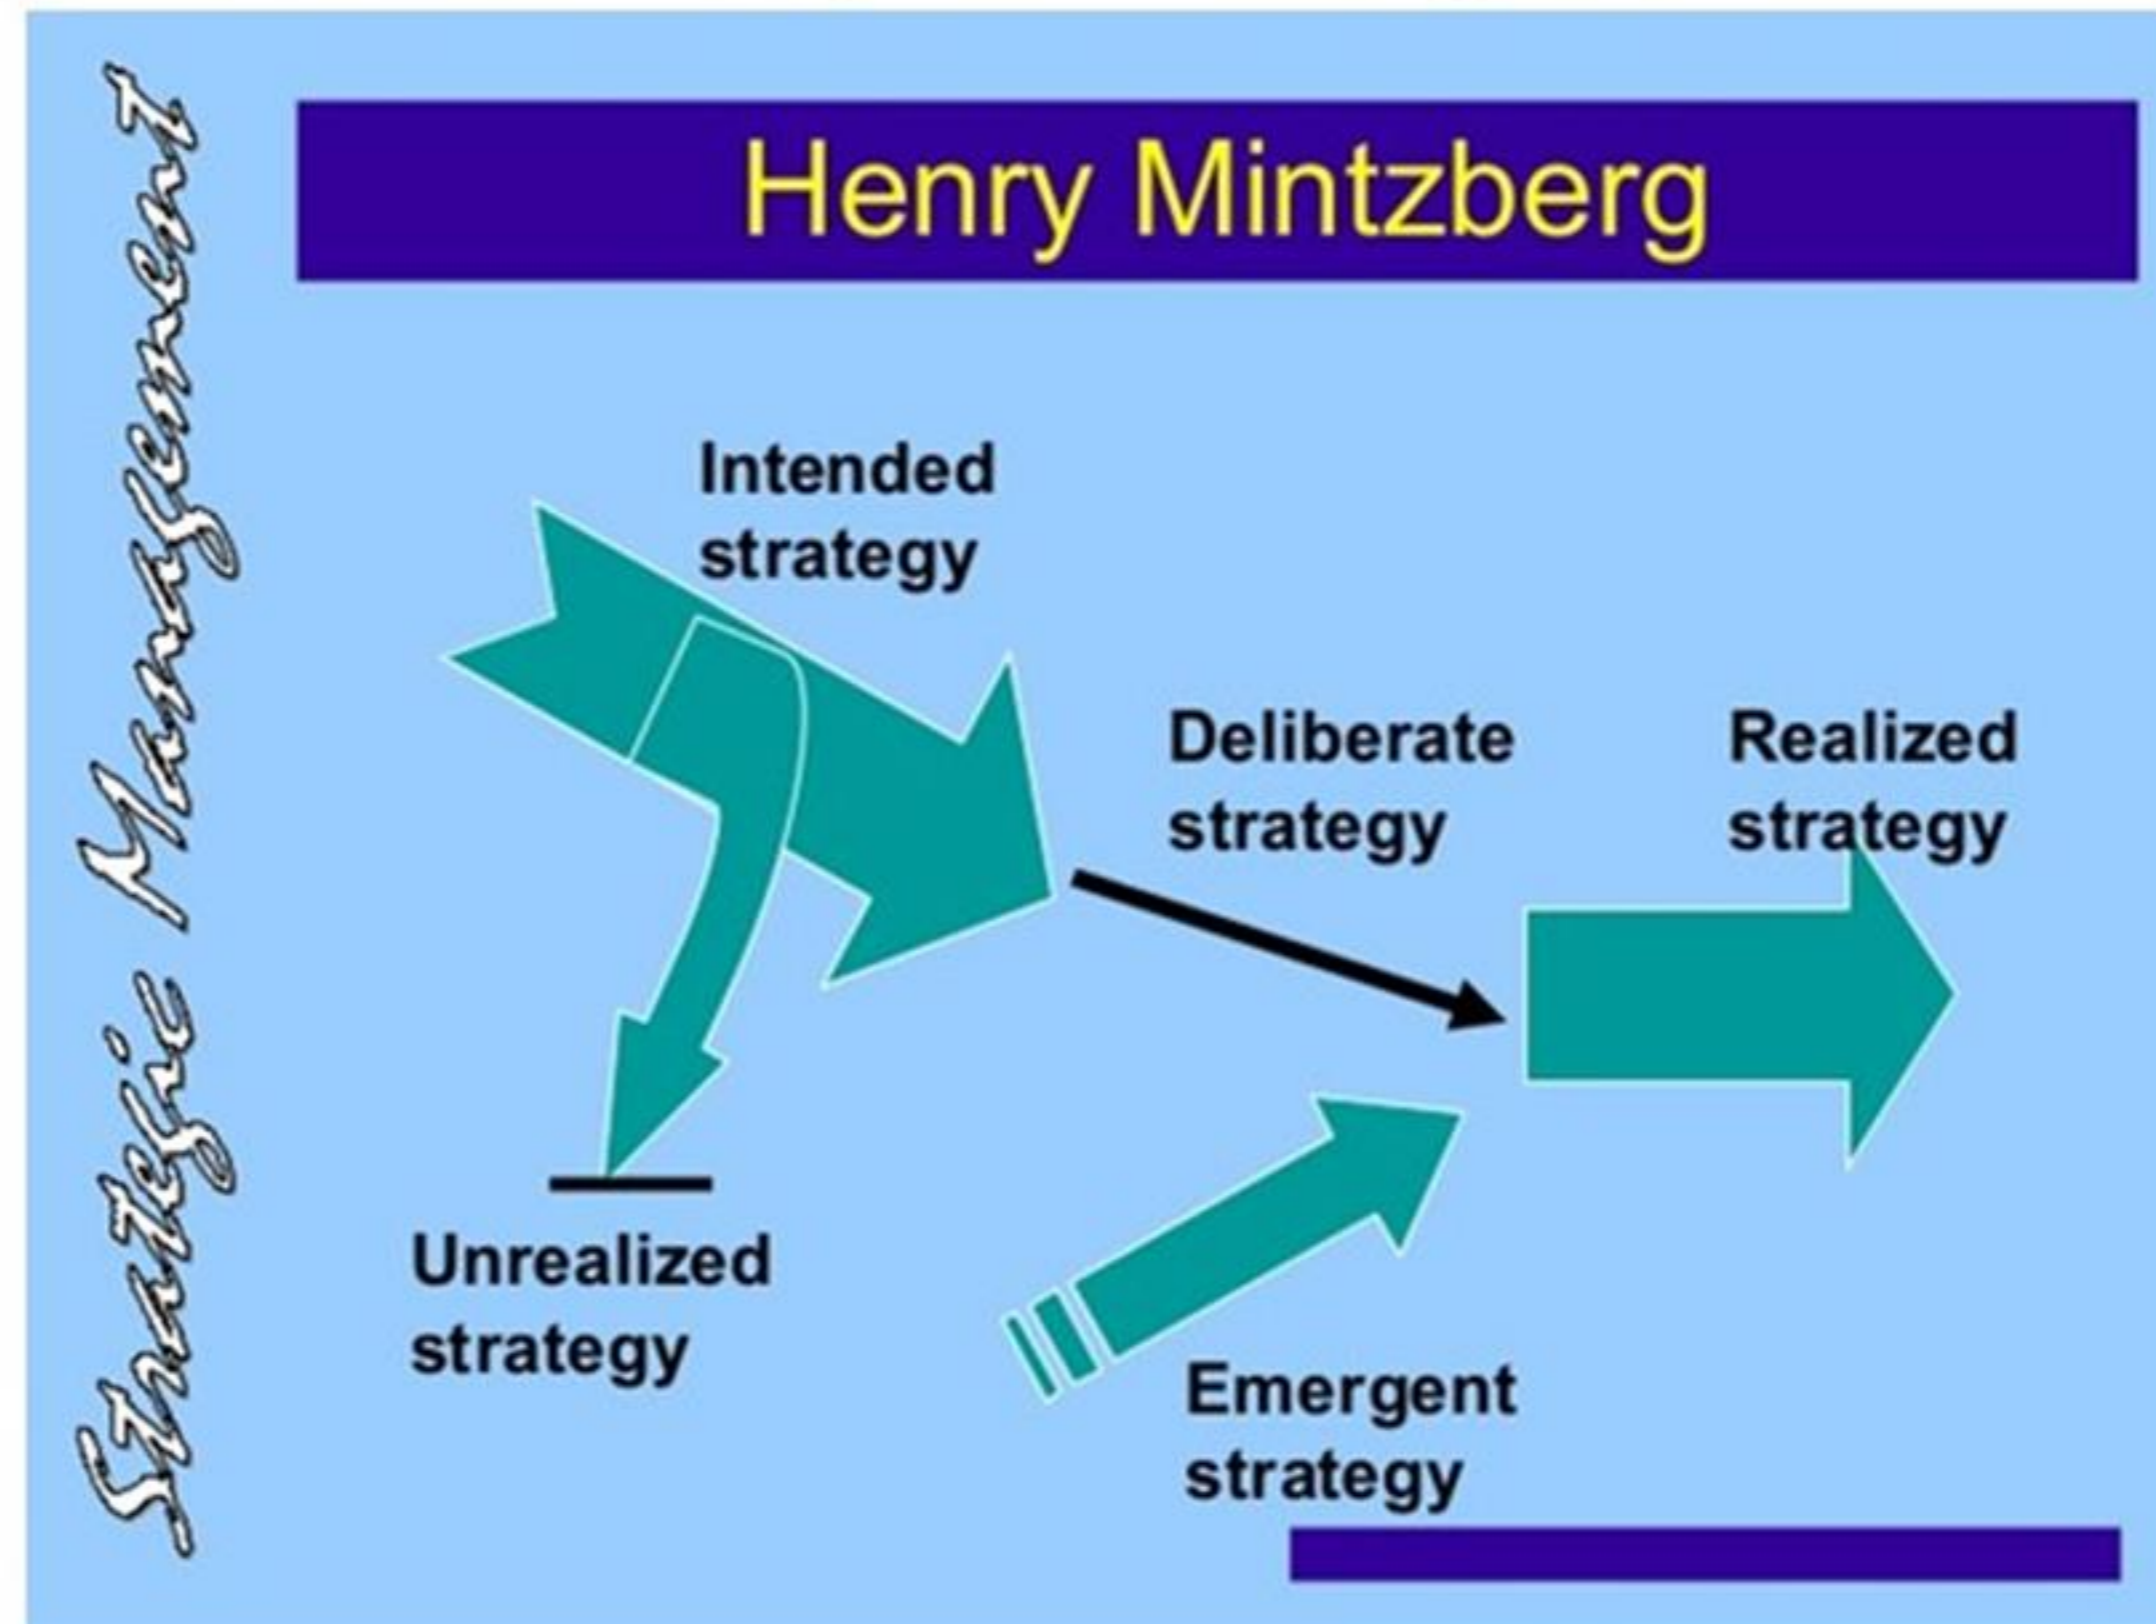 Strategic Management
Henry Mintzberg
Intended
strategy
Deliberate
strategy
Realized
strategy
Unrealized
strategy
Emergent
strategy